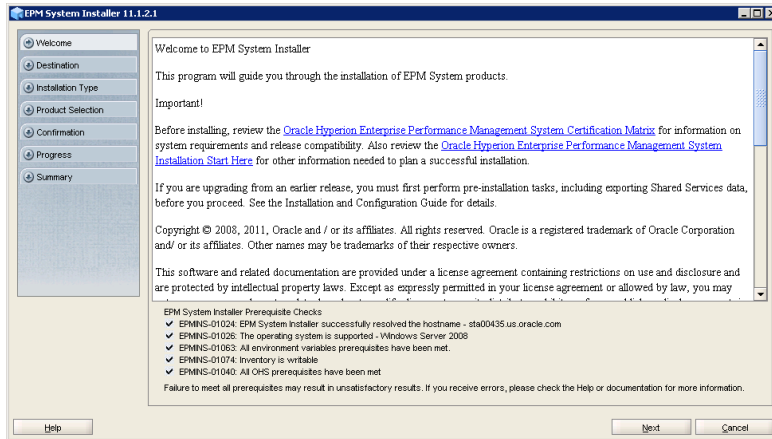 EPM System Installer 11.1.2.1
Welcome
Destination
Installation Type
Product Selection
Confirmation
Progress
Summary
Welcome to EPM System Installer
This program will guide you through the installation of EPM System products.
Important!
Before installing, review the Oracle Hyperion Enterprise Performance Management System Certification Matrix for information on
system requirements and release compatibility. Also review the Oracle Hyperion Enterprise Performance Management System
Installation Start Here for other information needed to plan a successful installation.
If you are upgrading from an earlier release, you must first perform pre-installation tasks, including exporting Shared Services data,
before you proceed. See the Installation and Configuration Guide for details.
Copyright © 2008, 2011, Oracle and / or its affiliates. All rights reserved. Oracle is a registered trademark of Oracle Corporation
and/ or its affiliates. Other names may be trademarks of their respective owners.
This software and related documentation are provided under a license agreement containing restrictions on use and disclosure and
are protected by intellectual property laws. Except as expressly permitted in your license agreement or allowed by law, you may
EPM System Installer Prerequisite Checks
EPMINS-01024: EPM System Installer successfully resolved the hostname - sta00435.us.oracle.com
EPMINS-01026: The operating system is supported - Windows Server 2008
EPMINS-01063: All environment variables prerequisites have been met.
EPMINS-01074: Inventory is writable
EPMINS-01040: All OHS prerequisites have been met
Failure to meet all prerequisites may result in unsatisfactory results. If you receive errors, please check the Help or documentation for more information.
Help
Next
Cancel